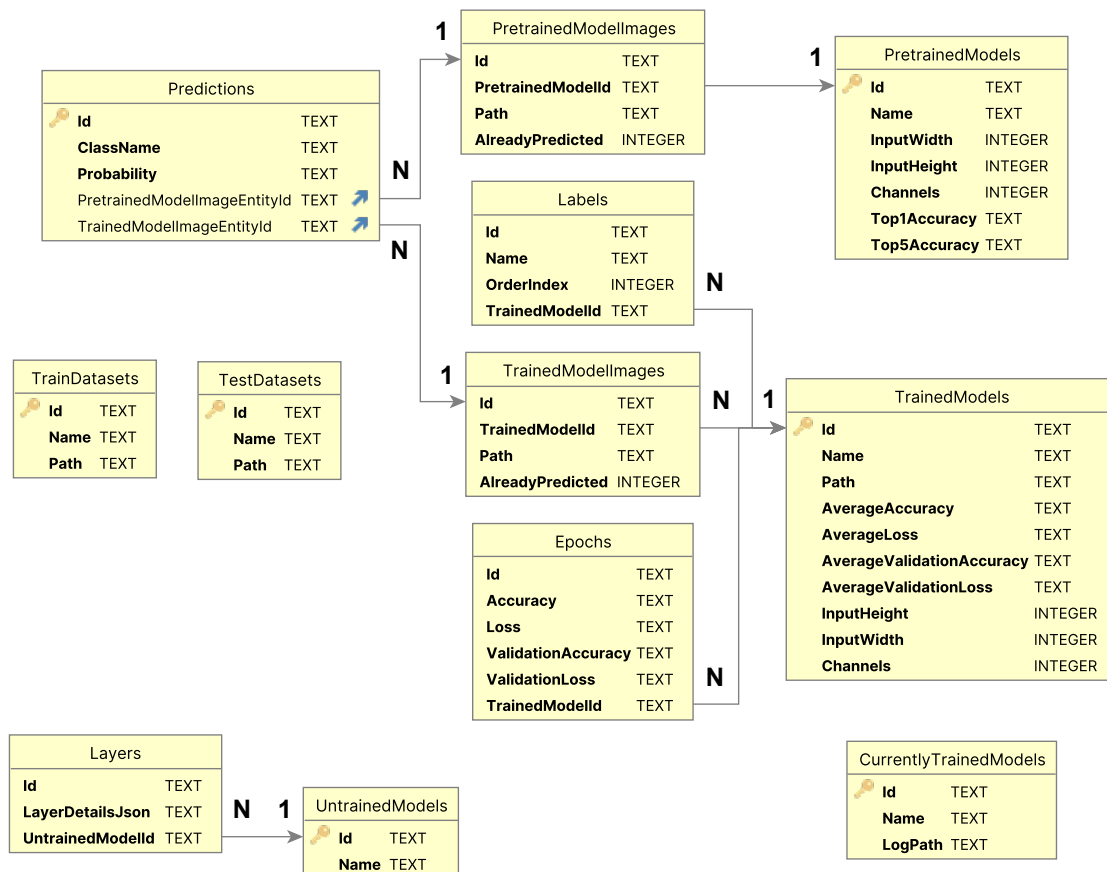 PretrainedModelImages
Id TEXT
PretrainedModelId TEXT
Path TEXT
AlreadyPredicted INTEGER
1
1
PretrainedModels
Id TEXT
Name TEXT
InputWidth INTEGER
InputHeight INTEGER
Channels INTEGER
Top1Accuracy TEXT
Top5Accuracy TEXT
Predictions
Id TEXT
ClassName TEXT
Probability TEXT
PretrainedModelImageEntityId TEXT
TrainedModelImageEntityId TEXT
N
N
Labels
Id TEXT
Name TEXT
OrderIndex INTEGER
TrainedModelId TEXT
N
TrainDatasets
Id TEXT
Name TEXT
Path TEXT
TestDatasets
Id TEXT
Name TEXT
Path TEXT
1
TrainedModelImages
Id TEXT
TrainedModelId TEXT
Path TEXT
AlreadyPredicted INTEGER
N
1
TrainedModels
Id TEXT
Name TEXT
Path TEXT
AverageAccuracy TEXT
AverageLoss TEXT
AverageValidationAccuracy TEXT
AverageValidationLoss TEXT
InputHeight INTEGER
InputWidth INTEGER
Channels INTEGER
Epochs
Id TEXT
Accuracy TEXT
Loss TEXT
ValidationAccuracy TEXT
ValidationLoss TEXT
TrainedModelId TEXT
N
Layers
Id TEXT
LayerDetailsJson TEXT
UntrainedModelId TEXT
N
1
UntrainedModels
Id TEXT
Name TEXT
CurrentlyTrainedModels
Id TEXT
Name TEXT
LogPath TEXT